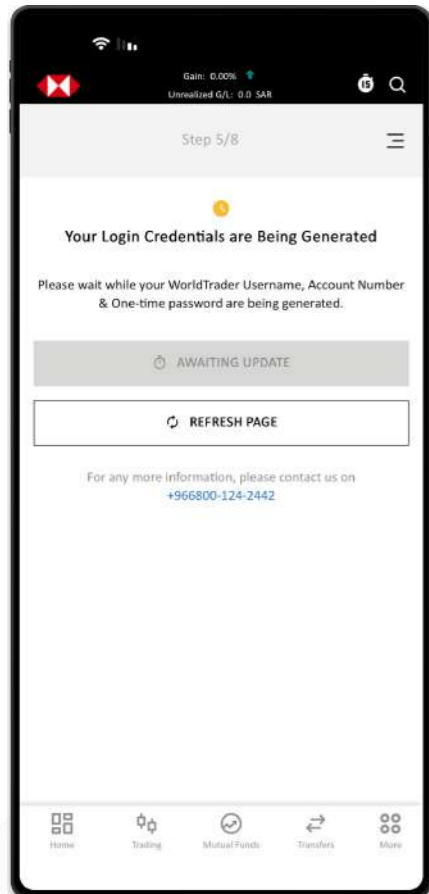 Gain: 0.00%
Unrealized G/L: 0.0 SAR
15
Step 5/8
Your Login Credentials are Being Generated
Please wait while your WorldTrader Username, Account Number
& One-time password are being generated.
AWAITING UPDATE
REFRESH PAGE
For any more information, please contact us on
+966800-124-2442
Home Trading Mutual Funds Transfers More